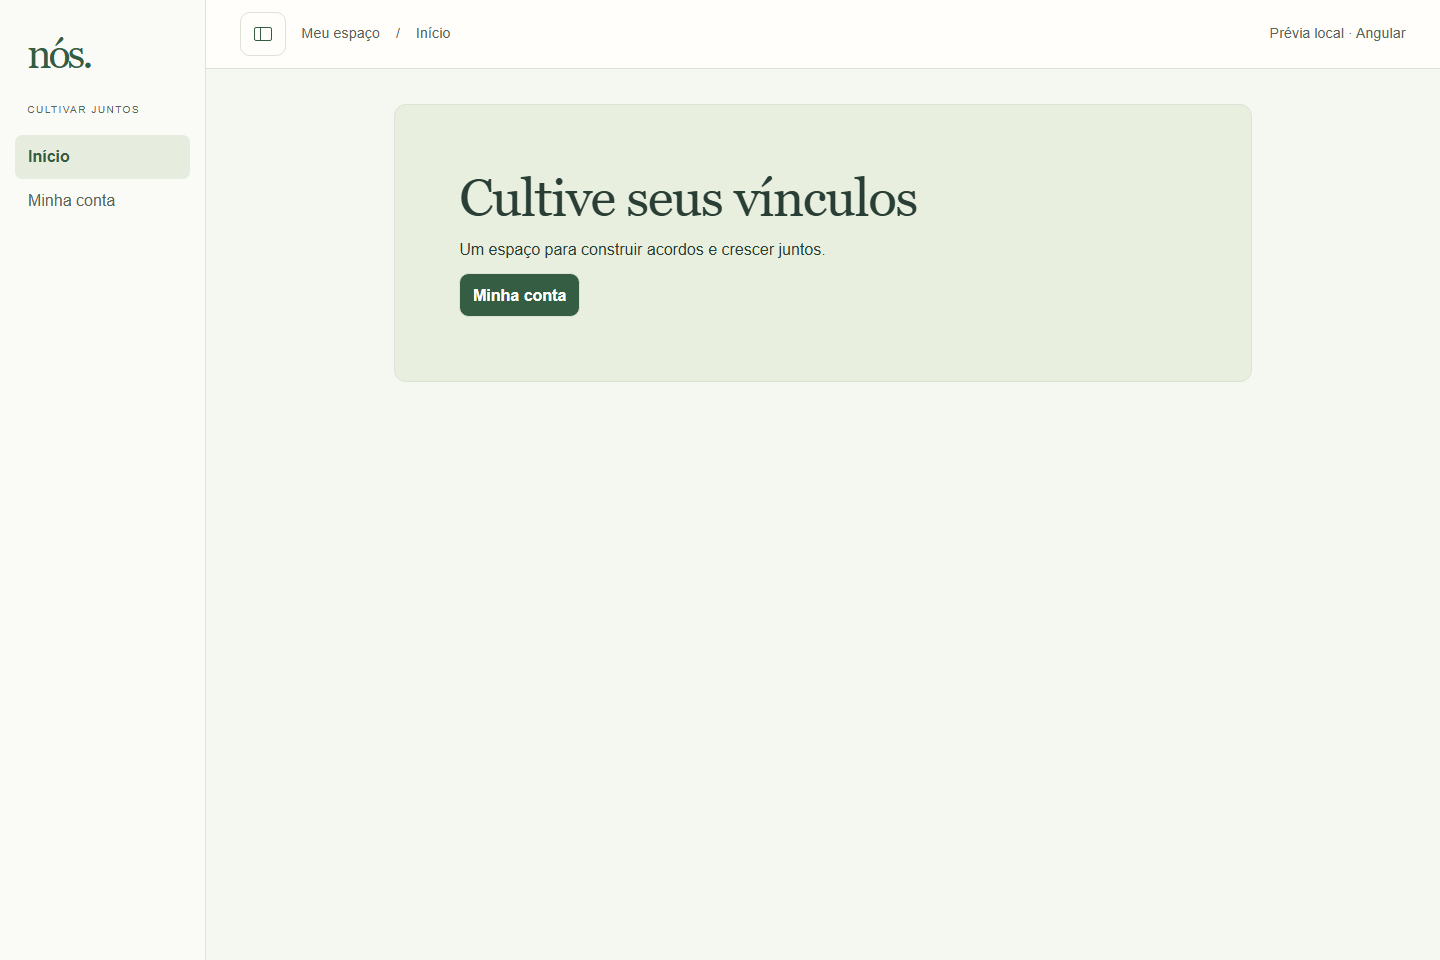 nós.
CULTIVAR JUNTOS
Início
Minha conta
Meu espaço / Início
Prévia local · Angular
Cultive seus vínculos
Um espaço para construir acordos e crescer juntos.
Minha conta